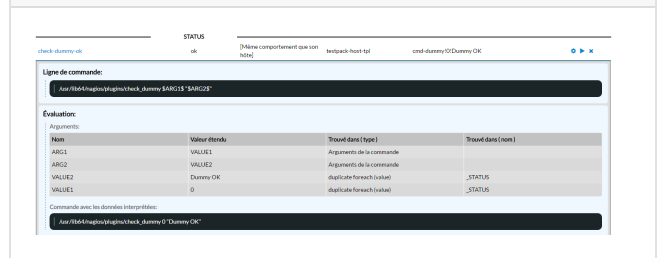 STATUS
check-dummy-ok ok [Même comportement que son hôte] testpack-host-tpi cmd-dummy!0!Dummy OK
Ligne de commande:
/usr/lib64/nagios/plugins/check_dummy $ARG1$ "$ARG2$"
Évaluation:
Arguments:
Nom Valeur étendu Trouvé dans ( type ) Trouvé dans ( nom )
ARG1 VALUE1 Arguments de la commande
ARG2 VALUE2 Arguments de la commande
VALUE2 Dummy OK duplicate foreach (value) _STATUS
VALUE1 0 duplicate foreach (value) _STATUS
Commande avec les données interprétées:
/usr/lib64/nagios/plugins/check_dummy 0 "Dummy OK"